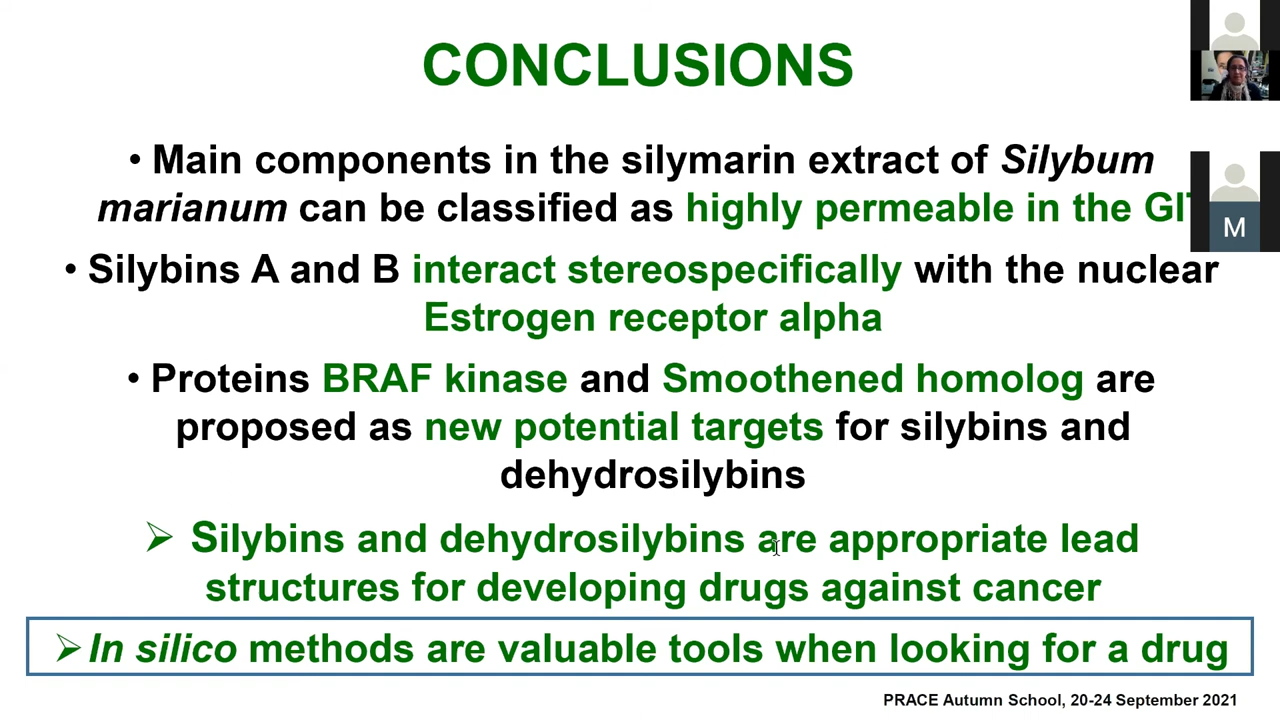 CONCLUSIONS
• Main components in the silymarin extract of Silybum
marianum can be classified as highly permeable in the GIT
• Silybins A and B interact stereospecifically with the nuclear
Estrogen receptor alpha
• Proteins BRAF kinase and Smoothened homolog are
proposed as new potential targets for silybins and
dehydrosilybins
➢ Silybins and dehydrosilybins are appropriate lead
structures for developing drugs against cancer
➢ In silico methods are valuable tools when looking for a drug
PRACE Autumn School, 20-24 September 2021
M